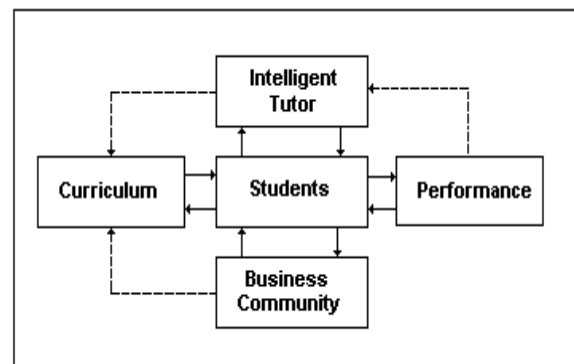 Intelligent
Tutor
Curriculum
Students
Performance
Business
Community